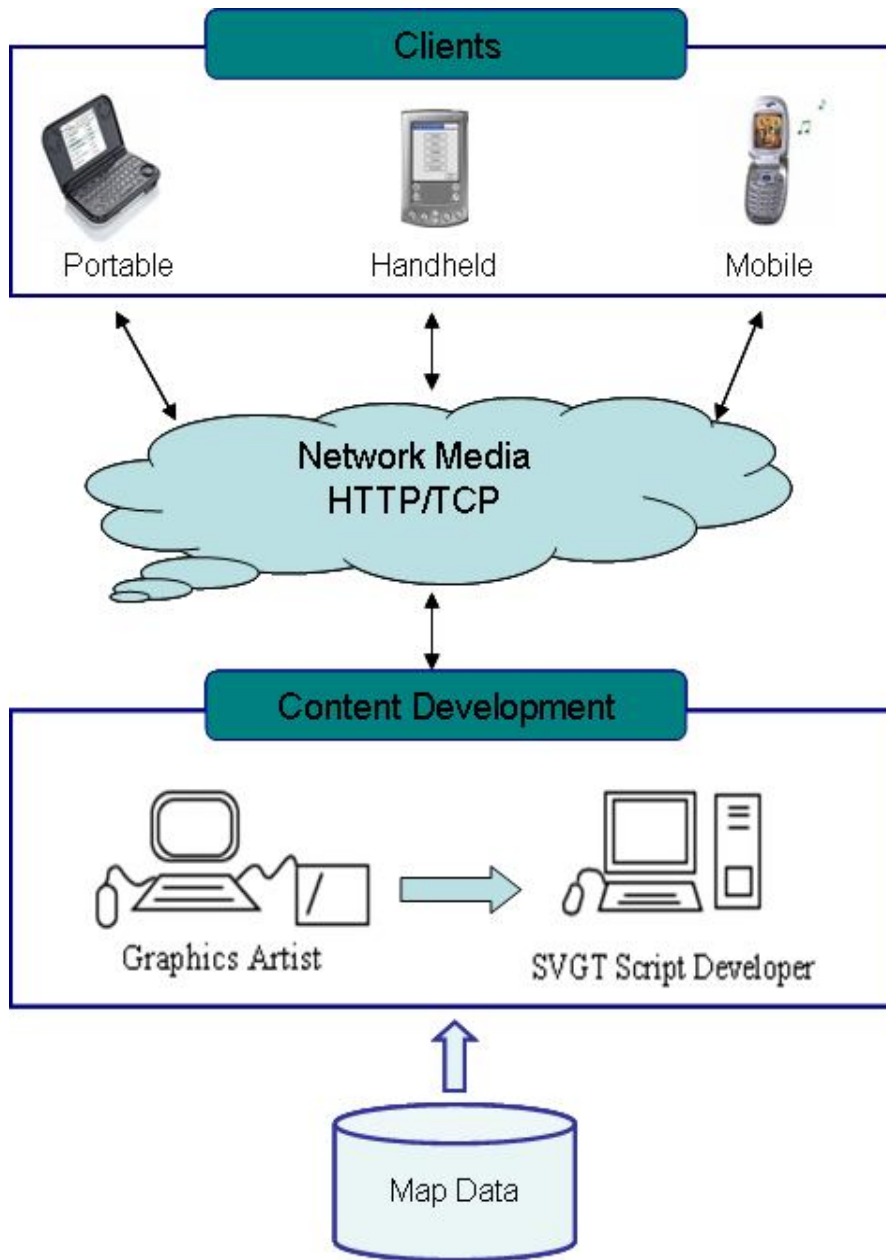 Clients
Portable
Handheld
Mobile
Network Media
HTTP/TCP
Content Development
Graphics Artist
SVGT Script Developer
Map Data